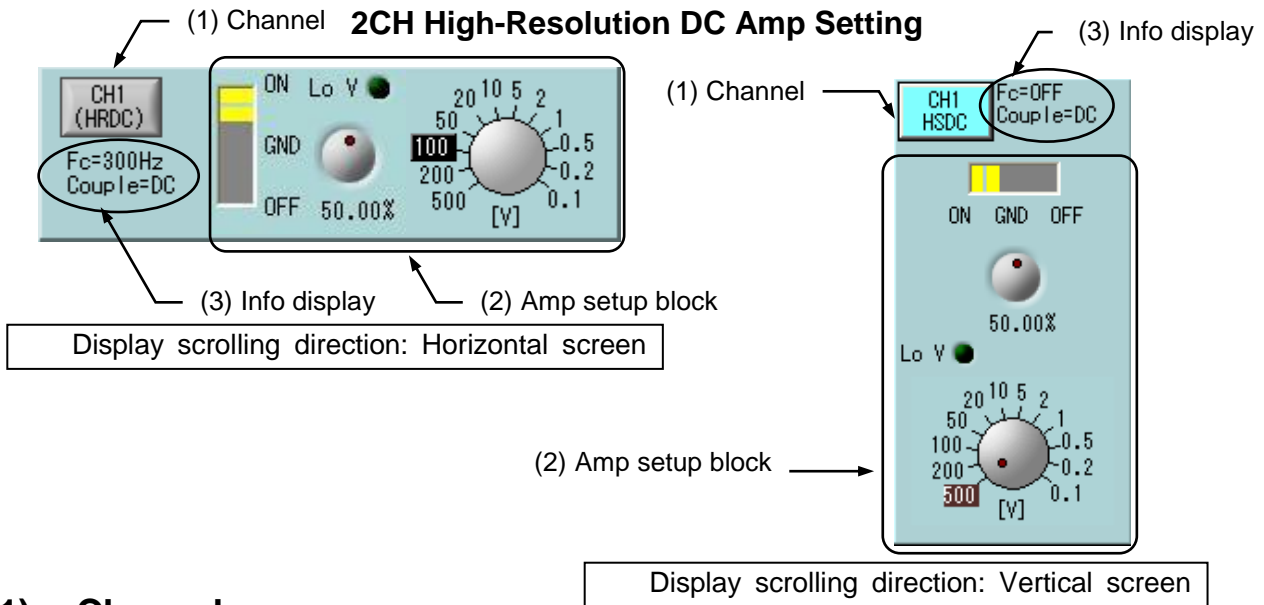 2CH High-Resolution DC Amp Setting
(1) Channel
CH1
(HRDC)
Fc=300Hz
Couple=DC
ON
GND
OFF
Lo V
50.00%
500
200
100
50
20
10
5
2
1
0.5
0.2
0.1
[V]
(3) Info display
(2) Amp setup block
Display scrolling direction: Horizontal screen
(1) Channel
(3) Info display
CH1
HSDC
Fc=OFF
Couple=DC
ON GND OFF
50.00%
Lo V
500
200
100
50
20
10
5
2
1
0.5
0.2
0.1
[V]
(2) Amp setup block
Display scrolling direction: Vertical screen